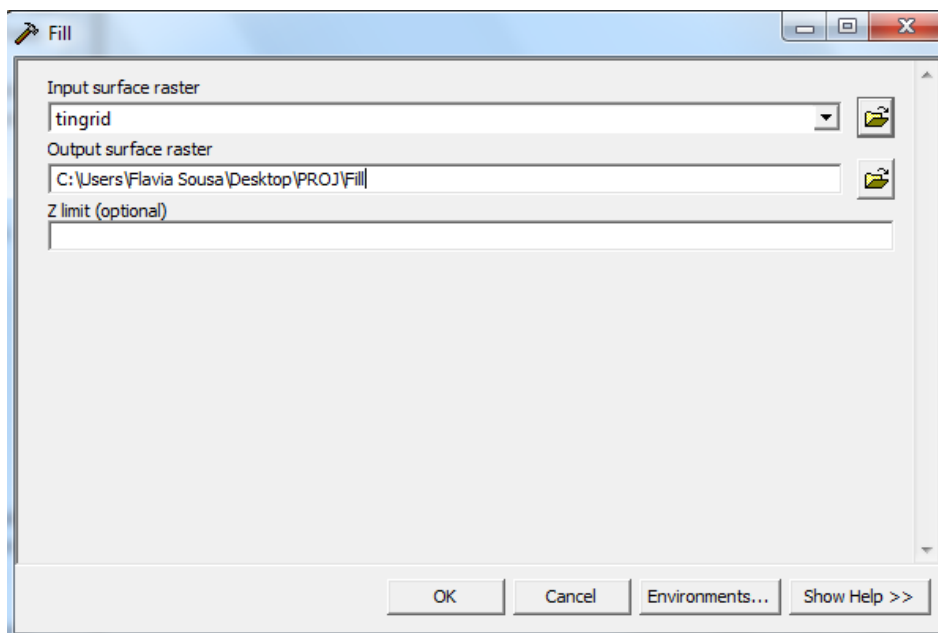 Fill
Input surface raster
tingrid
Output surface raster
C:\Users\Flavia Sousa\Desktop\PROJ\Fill
Z limit (optional)
OK Cancel Environments... Show Help >>